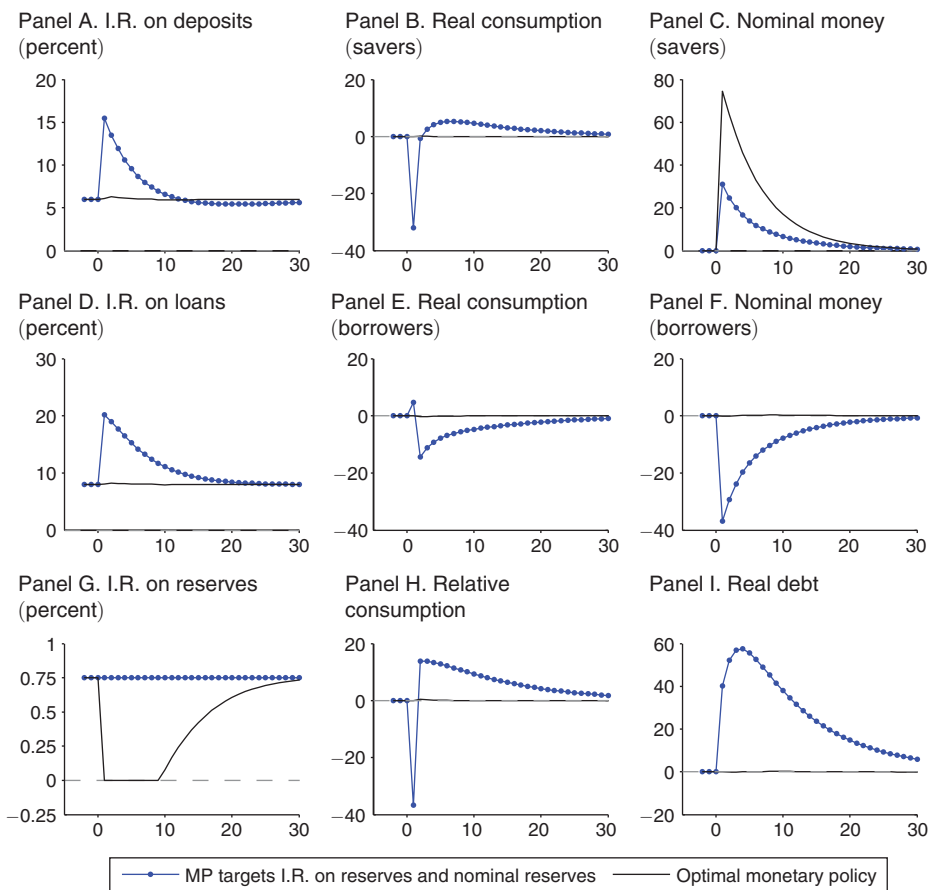 Panel A. I.R. on deposits
(percent)
Panel B. Real consumption
(savers)
Panel C. Nominal money
(savers)
20
15
10
5
0
0 10 20 30
20
0
−20
−40
0 10 20 30
80
60
40
20
0
0 10 20 30
Panel D. I.R. on loans
(percent)
Panel E. Real consumption
(borrowers)
Panel F. Nominal money
(borrowers)
30
20
10
0
0 10 20 30
20
0
−20
−40
0 10 20 30
20
0
−20
−40
0 10 20 30
Panel G. I.R. on reserves
(percent)
Panel H. Relative
consumption
Panel I. Real debt
1
0.75
0.5
0.25
0
−0.25
0 10 20 30
20
0
−20
−40
0 10 20 30
60
40
20
0
−20
0 10 20 30
MP targets I.R. on reserves and nominal reserves
Optimal monetary policy